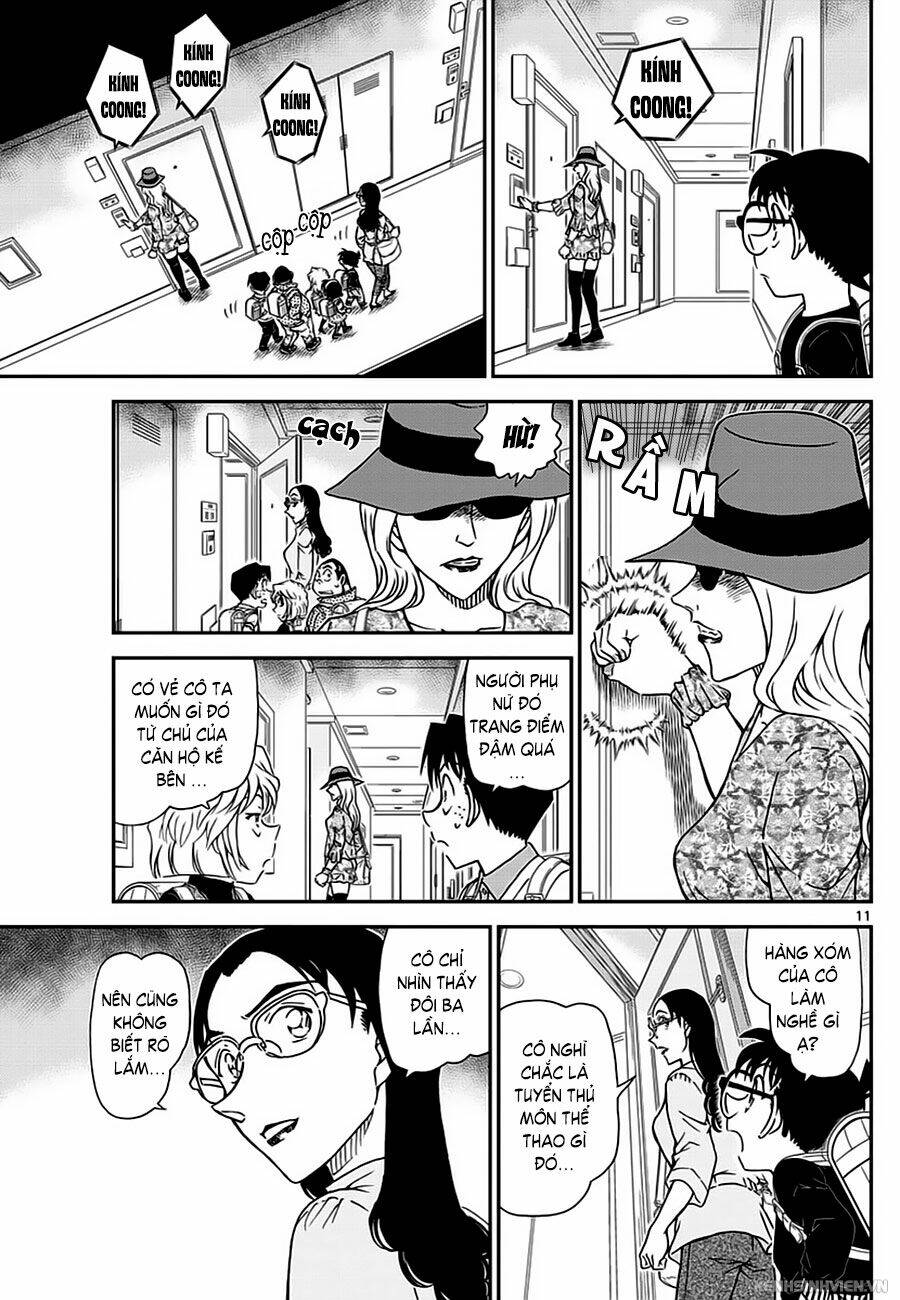 KÍNH
COONG!
KÍNH
COONG!
KÍNH
COONG!
KÍNH
COONG!
CỘP CỘP
RẦM
HỪ!
CẠCH
NGƯỜI PHỤ
NỮ ĐÓ
TRANG ĐIỂM
ĐẬM QUÁ
...
CÓ VẺ CÔ TA
MUỐN GÌ ĐÓ
TỪ CHỦ CỦA
CĂN HỘ KẾ
BÊN ...
11
HÀNG XÓM
CỦA CÔ
LÀM
NGHỀ GÌ
Ạ?
CÔ NGHĨ
CHẮC LÀ
TUYỂN THỦ
MÔN THỂ
THAO GÌ
ĐÓ...
CÔ CHỈ
NHÌN THẤY
ĐÔI BA
LẦN...
NÊN CŨNG
KHÔNG
BIẾT RÕ
LẮM...
KENHSINHVIEN.VN